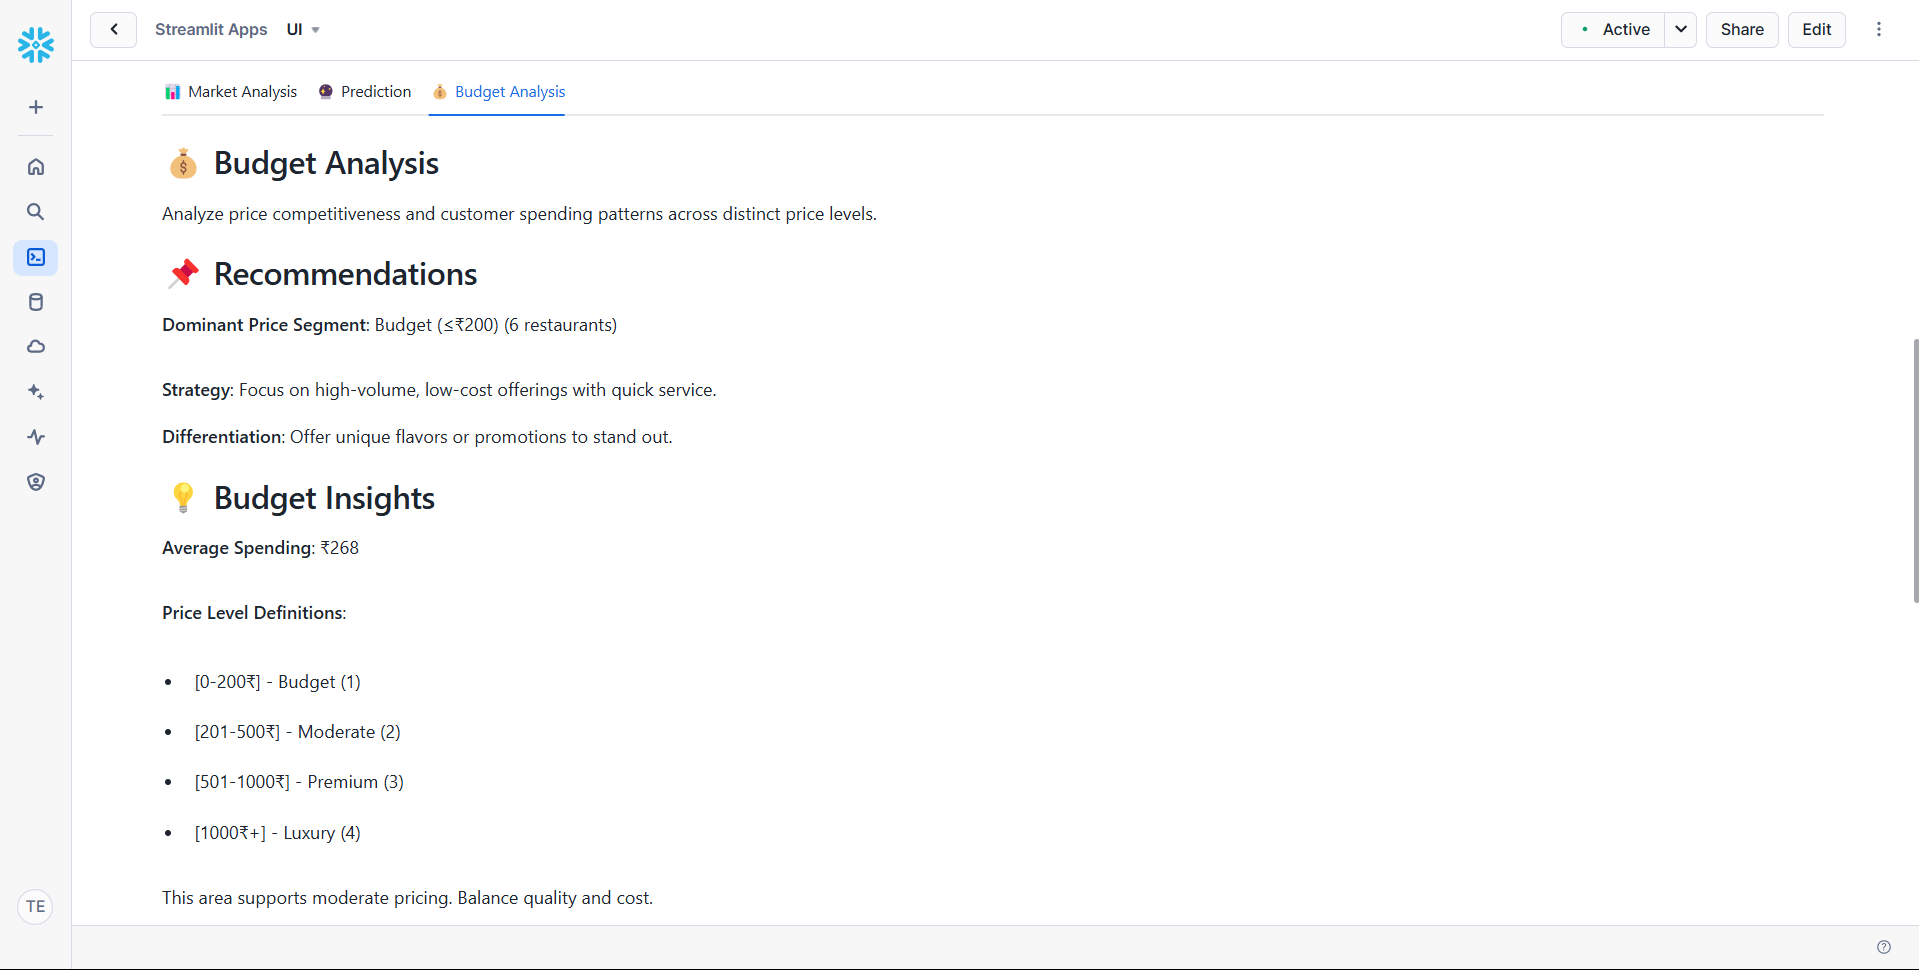 Streamlit Apps UI
Active Share Edit
Market Analysis Prediction Budget Analysis
Budget Analysis
Analyze price competitiveness and customer spending patterns across distinct price levels.
Recommendations
Dominant Price Segment: Budget (≤₹200) (6 restaurants)
Strategy: Focus on high-volume, low-cost offerings with quick service.
Differentiation: Offer unique flavors or promotions to stand out.
Budget Insights
Average Spending: ₹268
Price Level Definitions:
• [0-200₹] - Budget (1)
• [201-500₹] - Moderate (2)
• [501-1000₹] - Premium (3)
• [1000₹+] - Luxury (4)
This area supports moderate pricing. Balance quality and cost.
TE